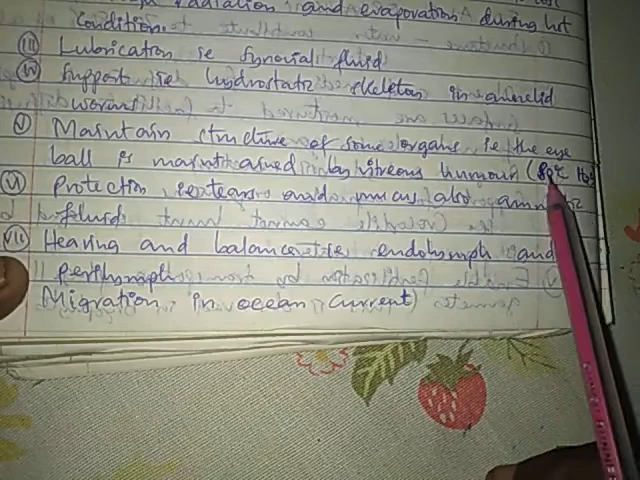 radiation and evaporation during hot
Condition.
(iii) Lubrication ie synovial fluid
(iv) Support ie hydrostatic skeleton in annelid
worm
(v) Maintain structure of some organs ie the eye
ball is maintained by vitreous humour (
(vi) Protection ie tears and mucus also
fluid
(vii) Hearing and balance ie endolymph and
perilymph
Migration in ocean current)